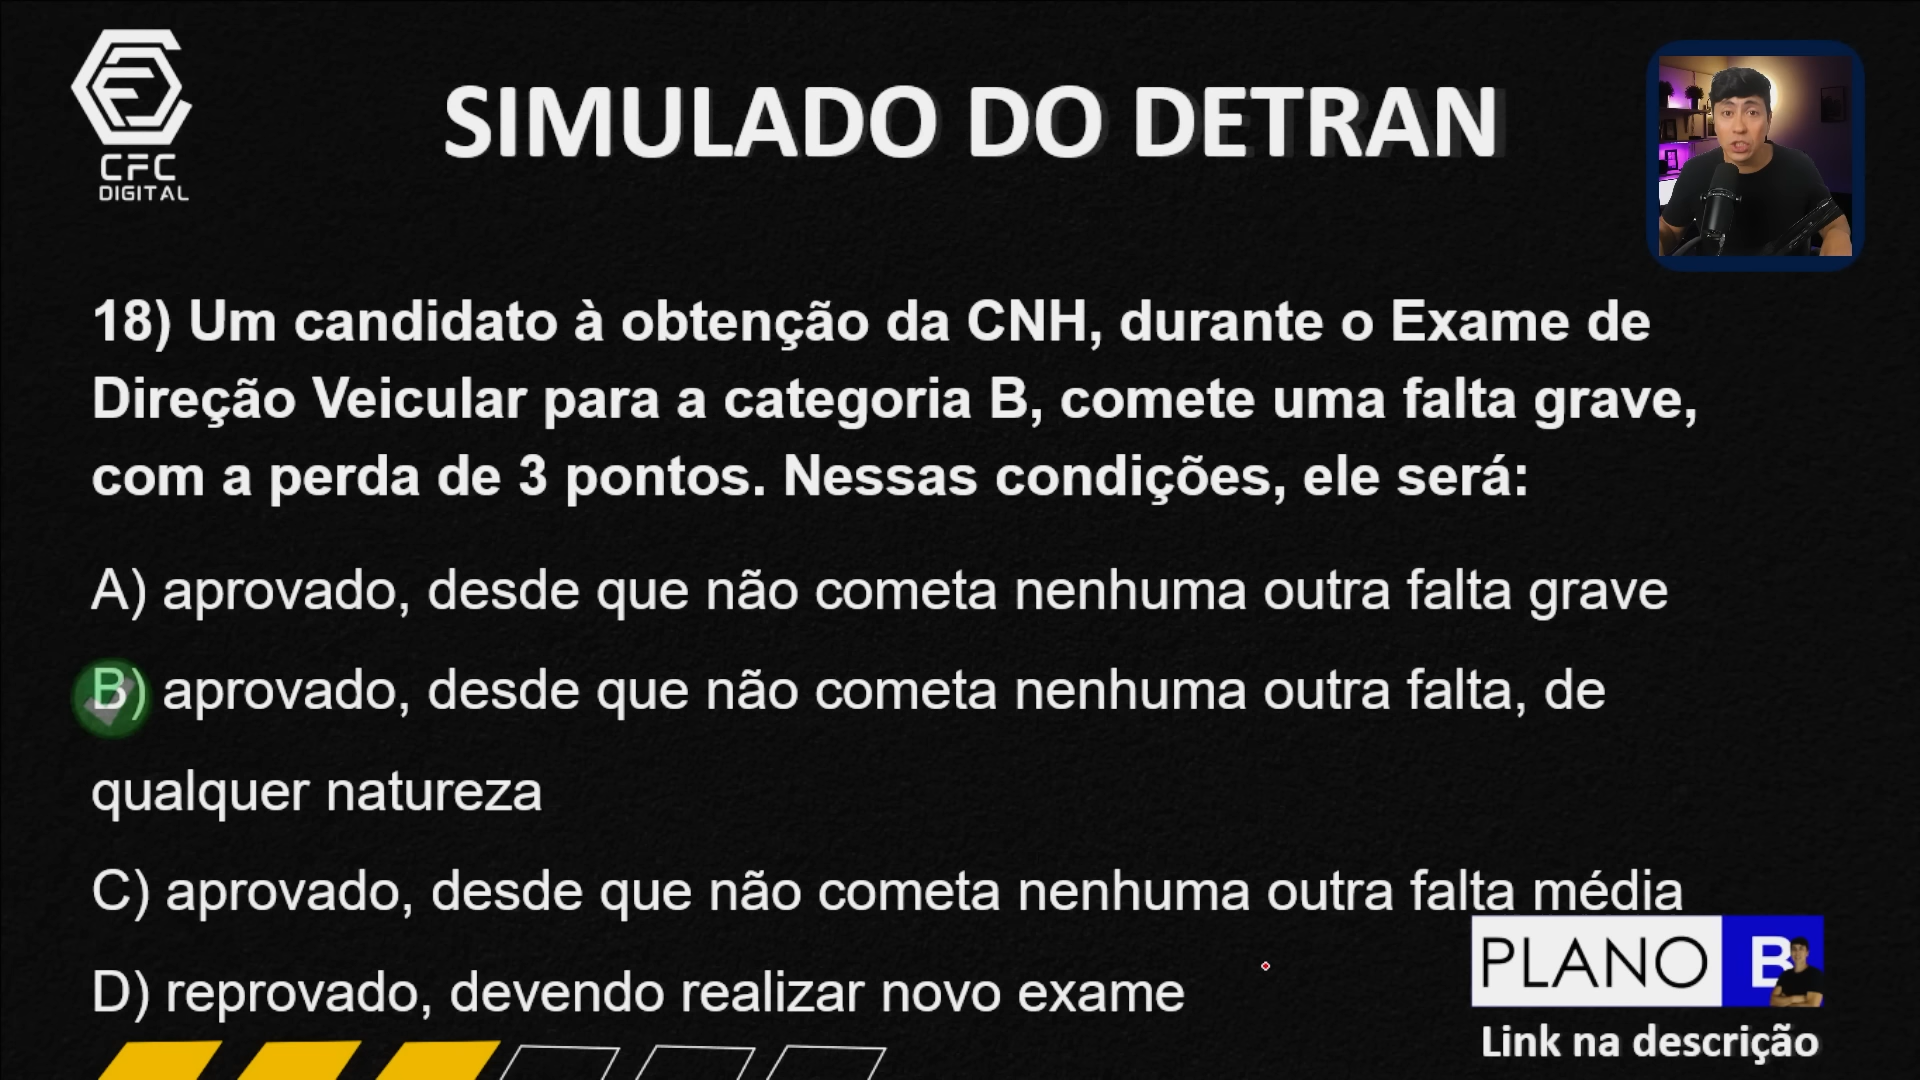 CFC
DIGITAL
SIMULADO DO DETRAN
18) Um candidato à obtenção da CNH, durante o Exame de
Direção Veicular para a categoria B, comete uma falta grave,
com a perda de 3 pontos. Nessas condições, ele será:
A) aprovado, desde que não cometa nenhuma outra falta grave
B) aprovado, desde que não cometa nenhuma outra falta, de
qualquer natureza
C) aprovado, desde que não cometa nenhuma outra falta média
D) reprovado, devendo realizar novo exame
PLANO B
Link na descrição